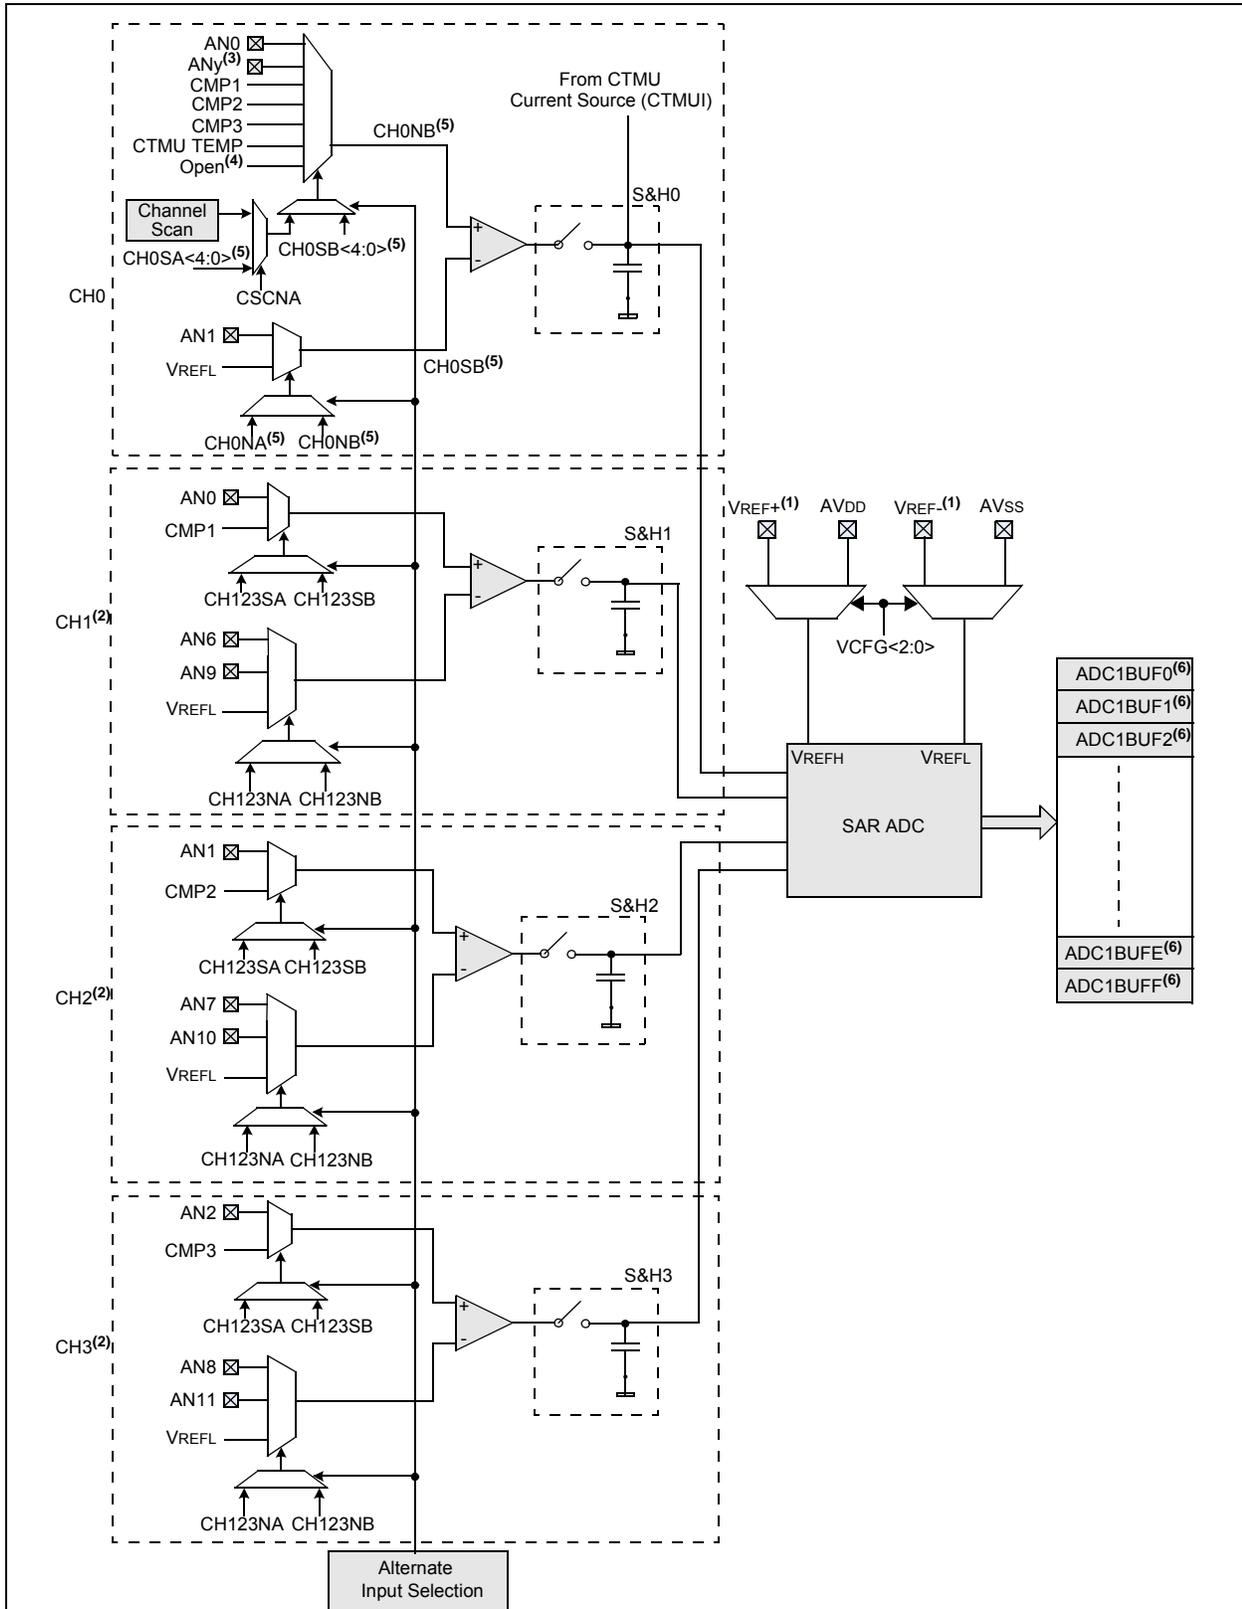 AN0
ANy(3)
CMP1
CMP2
CMP3
CTMU TEMP
Open(4)
From CTMU
Current Source (CTMUI)
CH0NB(5)
S&H0
+
-
Channel
Scan
CH0SA<4:0>(5)
CH0SB<4:0>(5)
CSCNA
CH0
AN1
VREFL
CH0SB(5)
CH0NA(5)
CH0NB(5)
AN0
CMP1
S&H1
+
-
CH123SA
CH123SB
CH1(2)
AN6
AN9
VREFL
CH123NA
CH123NB
VREF+(1)
AVDD
VREF-(1)
AVSS
VCFG<2:0>
VREFH
VREFL
SAR ADC
ADC1BUF0(6)
ADC1BUF1(6)
ADC1BUF2(6)
ADC1BUFE(6)
ADC1BUFF(6)
AN1
CMP2
S&H2
+
-
CH123SA
CH123SB
CH2(2)
AN7
AN10
VREFL
CH123NA
CH123NB
AN2
CMP3
S&H3
+
-
CH123SA
CH123SB
CH3(2)
AN8
AN11
VREFL
CH123NA
CH123NB
Alternate
Input Selection